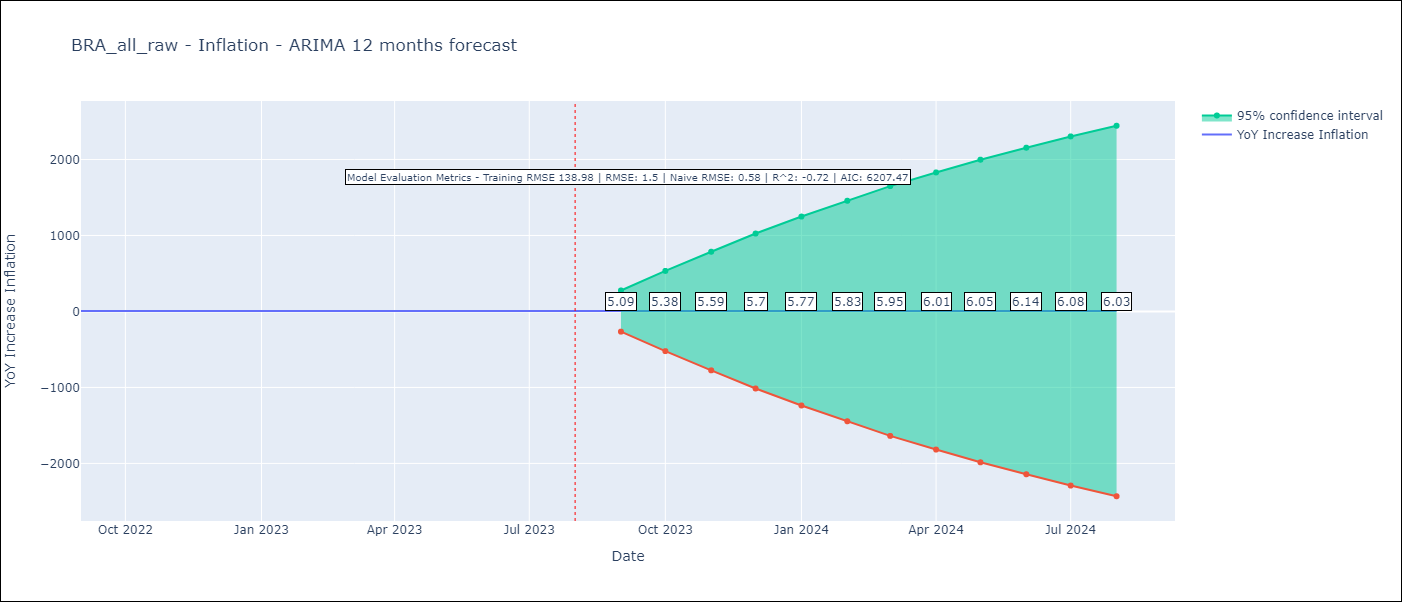 BRA_all_raw - Inflation - ARIMA 12 months forecast
95% confidence interval
YoY Increase Inflation
Model Evaluation Metrics - Training RMSE 138.98 | RMSE: 1.5 | Naive RMSE: 0.58 | R^2: -0.72 | AIC: 6207.47
YoY Increase Inflation
2000
1000
0
−1000
−2000
5.09 5.38 5.59 5.7 5.77 5.83 5.95 6.01 6.05 6.14 6.08 6.03
Oct 2022 Jan 2023 Apr 2023 Jul 2023 Oct 2023 Jan 2024 Apr 2024 Jul 2024
Date